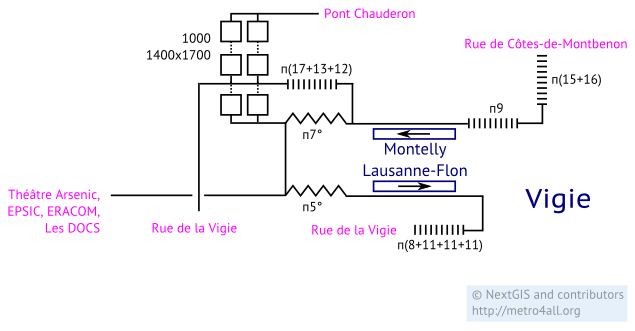 Pont Chauderon
1000
1400x1700
Rue de Côtes-de-Montbenon
п(17+13+12)
п(15+16)
п9
п7°
Montelly
Lausanne-Flon
Théâtre Arsenic,
EPSIC, ERACOM,
Les DOCS
п5°
Vigie
Rue de la Vigie
Rue de la Vigie
п(8+11+11+11)
© NextGIS and contributors
http://metro4all.org